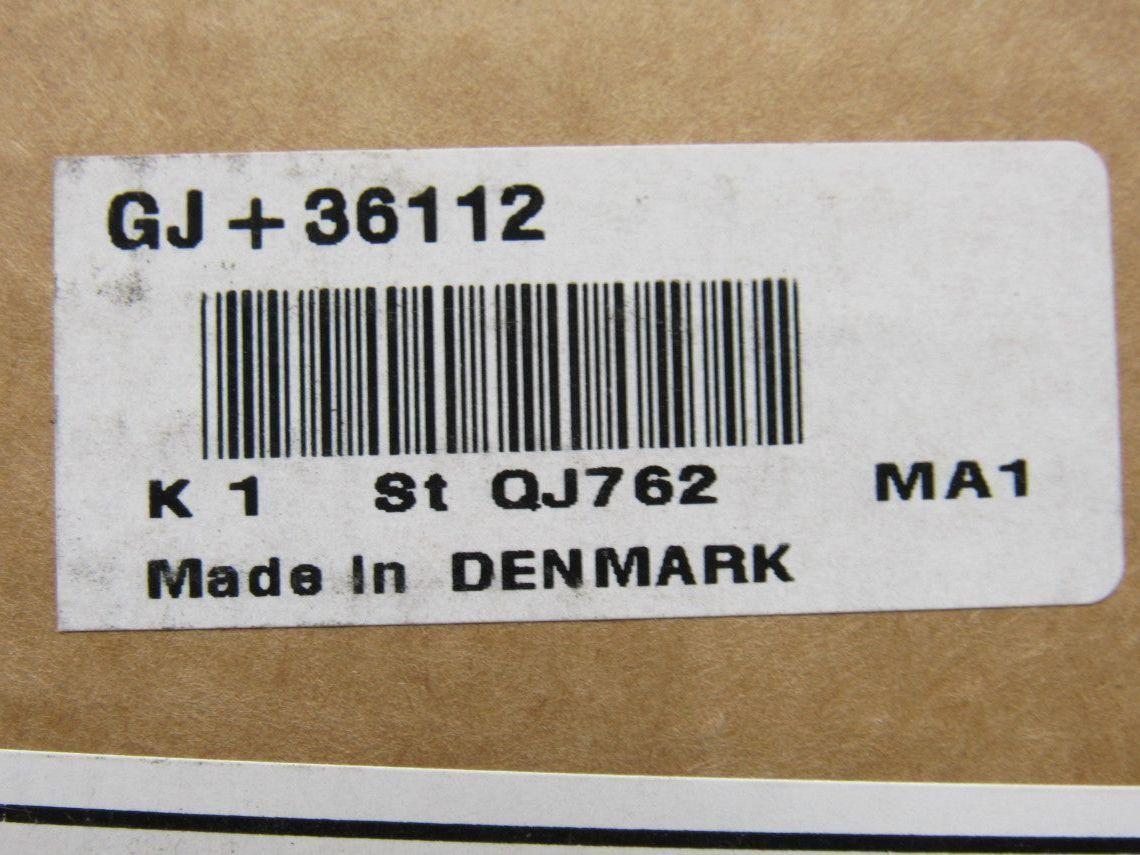 GJ + 36112
K 1 St QJ762 MA1
Made In DENMARK